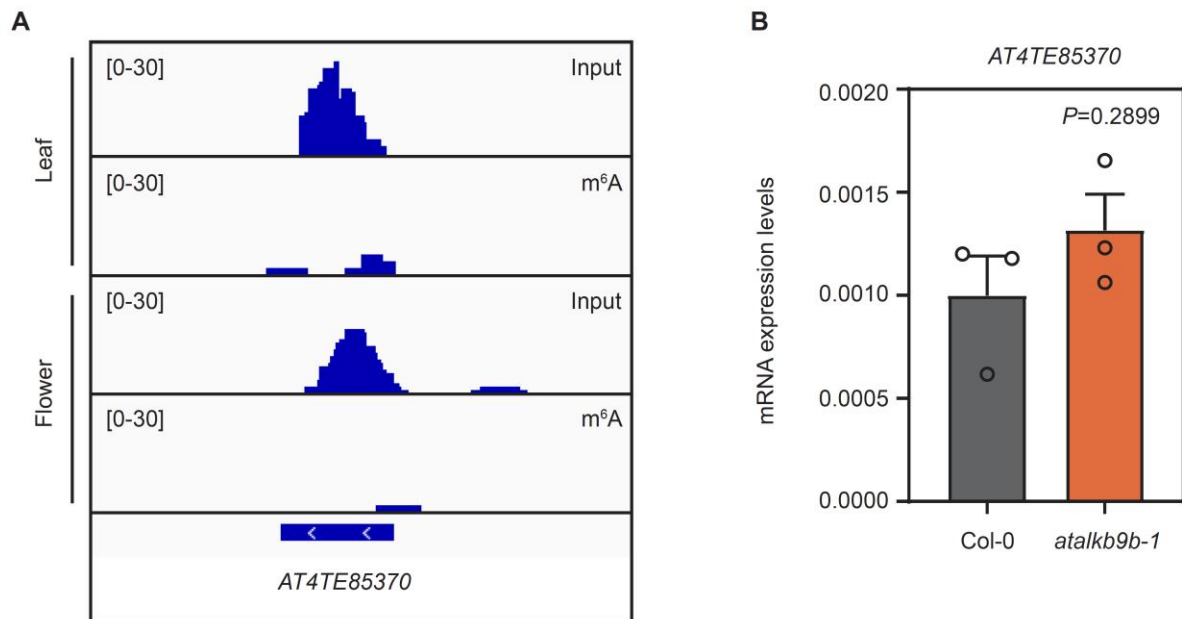 A
Leaf
[0-30] Input
[0-30] m⁶A
Flower
[0-30] Input
[0-30] m⁶A
AT4TE85370
B
AT4TE85370
P=0.2899
mRNA expression levels
0.0020
0.0015
0.0010
0.0005
0.0000
Col-0 atalkb9b-1